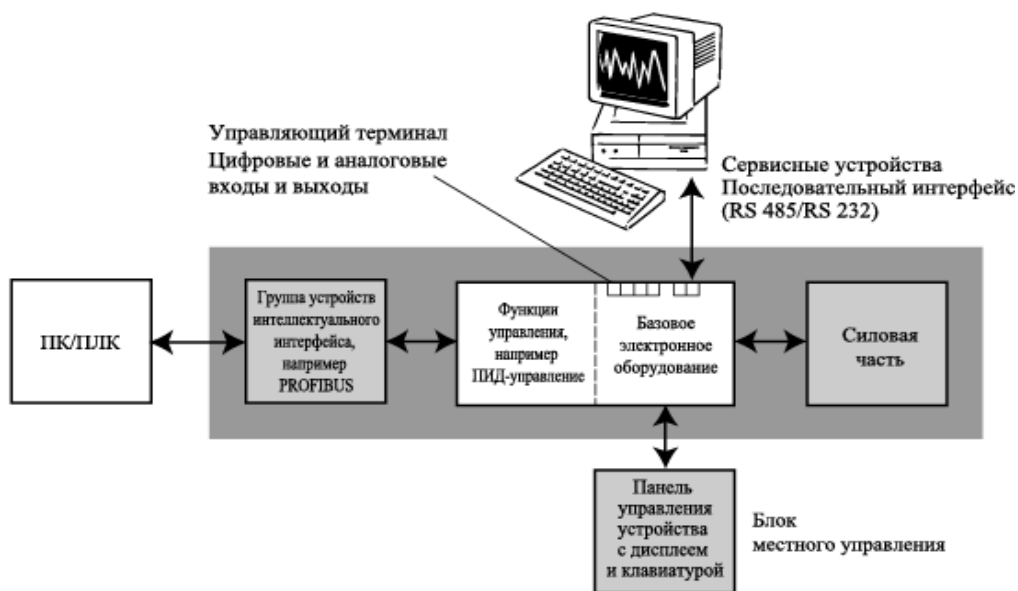 Управляющий терминал
Цифровые и аналоговые
входы и выходы
Сервисные устройства
Последовательный интерфейс
(RS 485/RS 232)
ПК/ПЛК
Группа устройств
интеллектуального
интерфейса,
например
PROFIBUS
Функции
управления,
например
ПИД-управление
Базовое
электронное
оборудование
Силовая
часть
Панель
управления
устройства
с дисплеем
и клавиатурой
Блок
местного управления